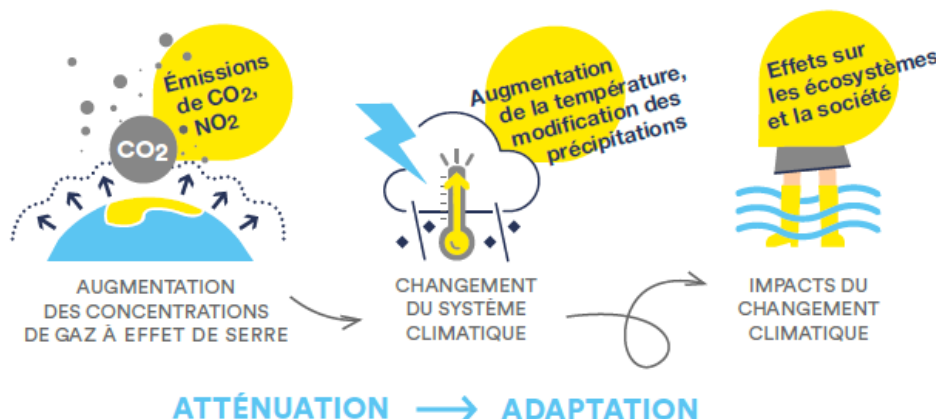 Émissions
de CO2,
NO2
CO2
AUGMENTATION
DES CONCENTRATIONS
DE GAZ À EFFET DE SERRE
Augmentation
de la température,
modification des
précipitations
CHANGEMENT
DU SYSTÈME
CLIMATIQUE
Effets sur
les écosystèmes
et la société
IMPACTS DU
CHANGEMENT
CLIMATIQUE
ATTÉNUATION → ADAPTATION